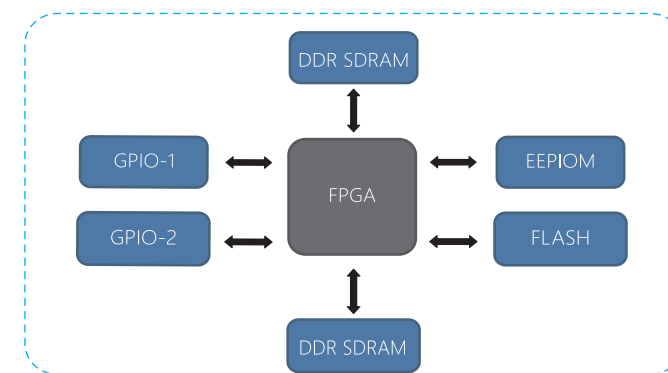 DDR SDRAM
GPIO-1
FPGA
EEPIOM
GPIO-2
FLASH
DDR SDRAM